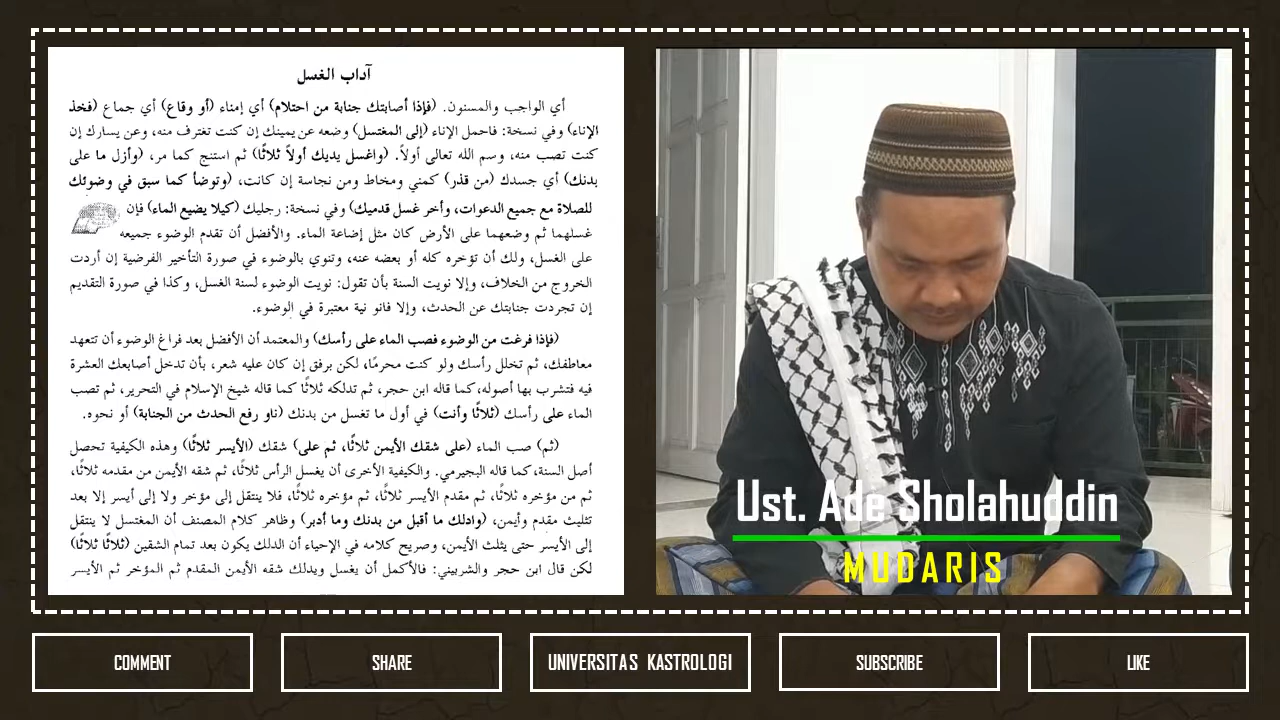 آداب الغسل
أي الواجب والمسنون. (فإذا أصابتك جنابة من احتلام) أي إمناء (أو وقاع) أي جماع (فخذ
الإناء) وفي نسخة: فاحمل الإناء (إلى المغتسل) وضعه عن يمينك إن كنت تغترف منه، وعن يسارك إن
كنت تصب منه، وسم الله تعالى أولاً. (واغسل يديك أولاً ثلاثًا) ثم استنج كما مر، (وأزل ما على
بدنك) أي جسدك (من قذر) كمني ومخاط ومن نجاسة إن كانت، (وتوضأ كما سبق في وضوئك
للصلاة مع جميع الدعوات، وأخر غسل قدميك) وفي نسخة: رجليك (كيلا يضيع الماء) فإن
غسلهما ثم وضعهما على الأرض كان مثل إضاعة الماء. والأفضل أن تقدم الوضوء جميعه
على الغسل، ولك أن تؤخره كله أو بعضه عنه، وتنوي بالوضوء في صورة التأخير الفرضية إن أردت
الخروج من الخلاف، وإلا نويت السنة بأن تقول: نويت الوضوء لسنة الغسل، وكذا في صورة التقديم
إن تجردت جنابتك عن الحدث، وإلا فانو نية معتبرة في الوضوء.
(فإذا فرغت من الوضوء فصب الماء على رأسك) والمعتمد أن الأفضل بعد فراغ الوضوء أن تتعهد
معاطفك، ثم تخلل رأسك ولو كنت محرمًا، لكن برفق إن كان عليه شعر، بأن تدخل أصابعك العشرة
فيه فتشرب بها أصوله، كما قاله ابن حجر، ثم تدلكه ثلاثًا كما قاله شيخ الإسلام في التحرير، ثم تصب
الماء على رأسك (ثلاثًا وأنت) في أول ما تغسل من بدنك (ناو رفع الحدث من الجنابة) أو نحوه.
(ثم) صب الماء (على شقك الأيمن ثلاثًا، ثم على) شقك (الأيسر ثلاثًا) وهذه الكيفية تحصل
أصل السنة، كما قاله البجيرمي. والكيفية الأخرى أن يغسل الرأس ثلاثًا، ثم شقه الأيمن من مقدمه ثلاثًا،
ثم من مؤخره ثلاثًا، ثم مقدم الأيسر ثلاثًا، ثم مؤخره ثلاثًا، فلا ينتقل إلى مؤخر ولا إلى أيسر إلا بعد
تثليث مقدم وأيمن، (وادلك ما أقبل من بدنك وما أدبر) وظاهر كلام المصنف أن المغتسل لا ينتقل
إلى الأيسر حتى يثلث الأيمن، وصريح كلامه في الإحياء أن الدلك يكون بعد تمام الشقين (ثلاثًا ثلاثًا)
لكن قال ابن حجر والشربيني: فالأكمل أن يغسل ويدلك شقه الأيمن المقدم ثم المؤخر ثم الأيسر
Ust. Ade Sholahuddin
MUDARIS
COMMENT
SHARE
UNIVERSITAS KASTROLOGI
SUBSCRIBE
LIKE